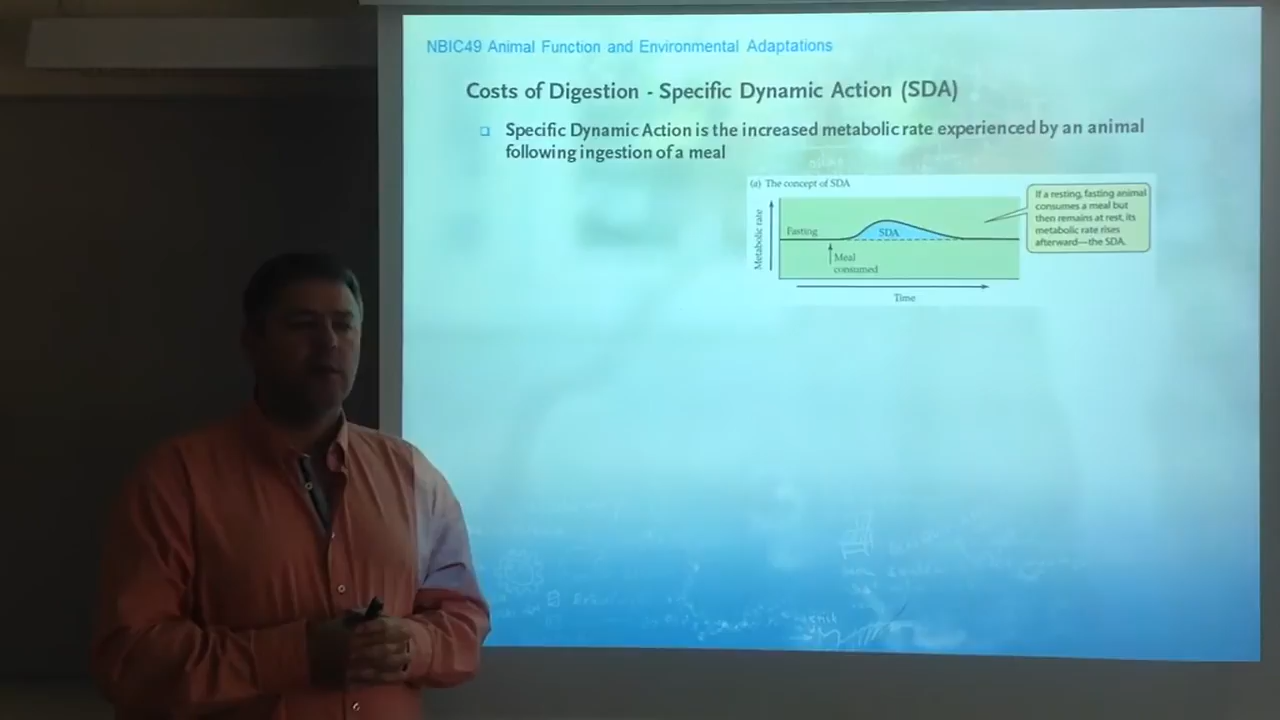 NBIC49 Animal Function and Environmental Adaptations
Costs of Digestion - Specific Dynamic Action (SDA)
Specific Dynamic Action is the increased metabolic rate experienced by an animal
following ingestion of a meal
(a) The concept of SDA
Metabolic rate
Fasting
SDA
Meal
consumed
Time
If a resting, fasting animal
consumes a meal but
then remains at rest, its
metabolic rate rises
afterward—the SDA.